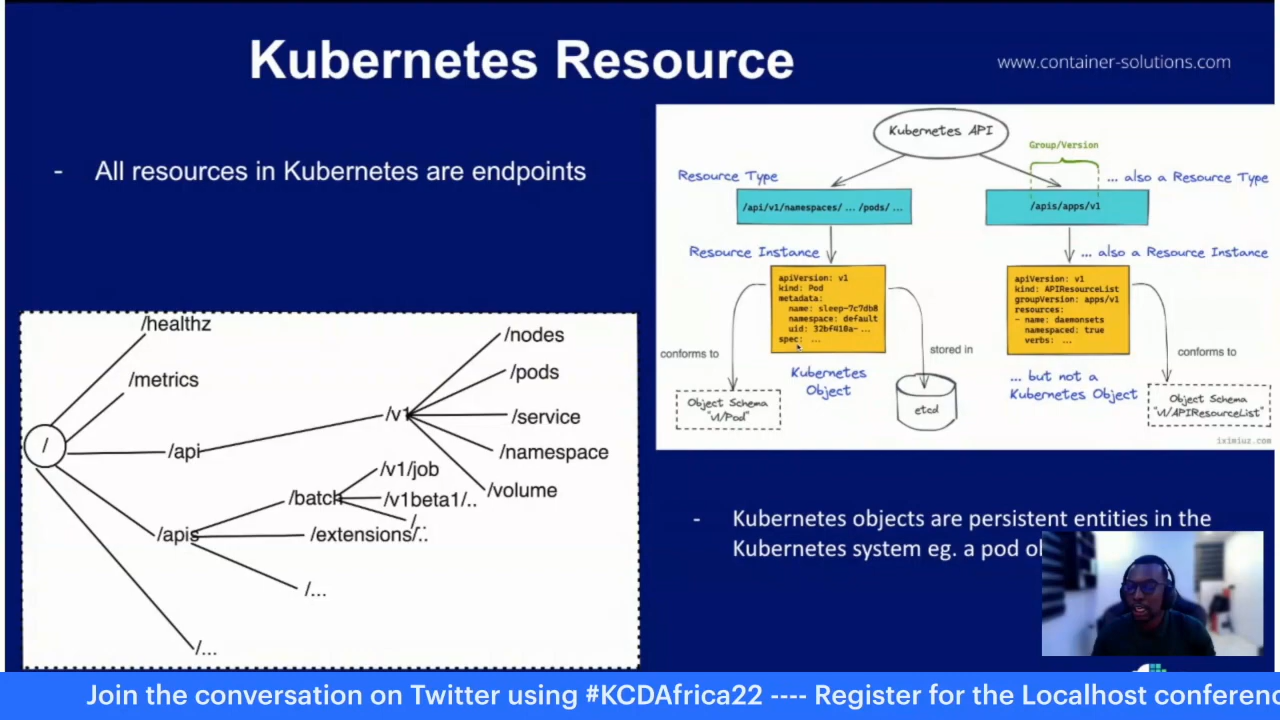 Kubernetes Resource
www.container-solutions.com
- All resources in Kubernetes are endpoints
Kubernetes API
Group/Version
Resource Type
... also a Resource Type
/api/v1/namespaces/ ... /pods/ ...
/apis/apps/v1
Resource Instance
... also a Resource Instance
apiVersion: v1
kind: Pod
metadata:
name: sleep-7c7db8
namespace: default
uid: 32bf410a- ...
spec: ...
apiVersion: v1
kind: APIResourceList
groupVersion: apps/v1
resources:
- name: daemonsets
namespaced: true
verbs: ...
conforms to
stored in
conforms to
Kubernetes
Object
... but not a
Kubernetes Object
Object Schema
"v1/Pod"
etcd
Object Schema
"v1/APIResourceList"
iximiuz.com
/healthz
/metrics
/
/api
/apis
/...
/v1
/nodes
/pods
/service
/namespace
/volume
/batch
/v1/job
/v1beta1/..
/..
/extensions/..
/...
- Kubernetes objects are persistent entities in the
Kubernetes system eg. a pod
Join the conversation on Twitter using #KCDAfrica22 ---- Register for the Localhost